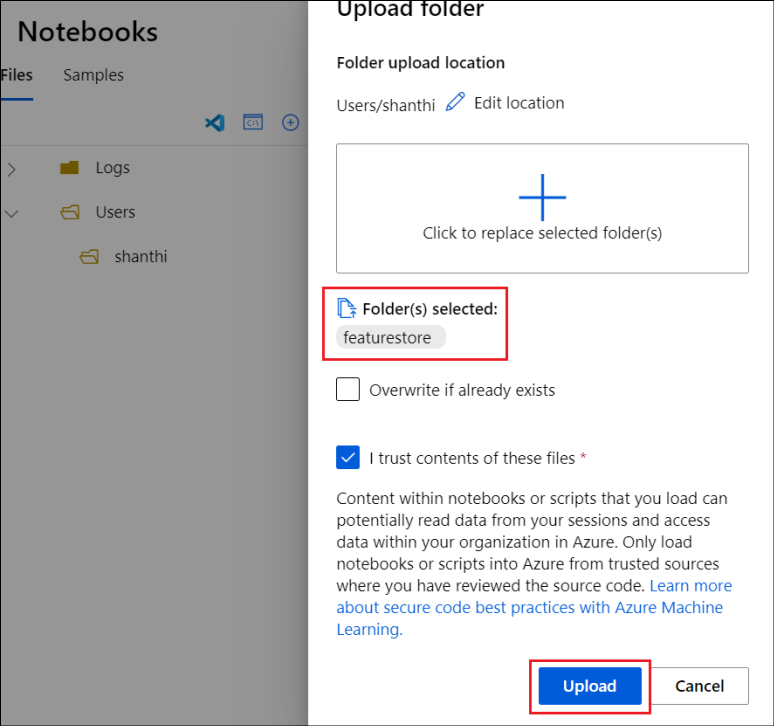 Notebooks
Files
Samples
Logs
Users
shanthi
Upload folder
Folder upload location
Users/shanthi
Edit location
Click to replace selected folder(s)
Folder(s) selected:
featurestore
Overwrite if already exists
I trust contents of these files *
Content within notebooks or scripts that you load can
potentially read data from your sessions and access
data within your organization in Azure. Only load
notebooks or scripts into Azure from trusted sources
where you have reviewed the source code. Learn more
about secure code best practices with Azure Machine
Learning.
Upload
Cancel